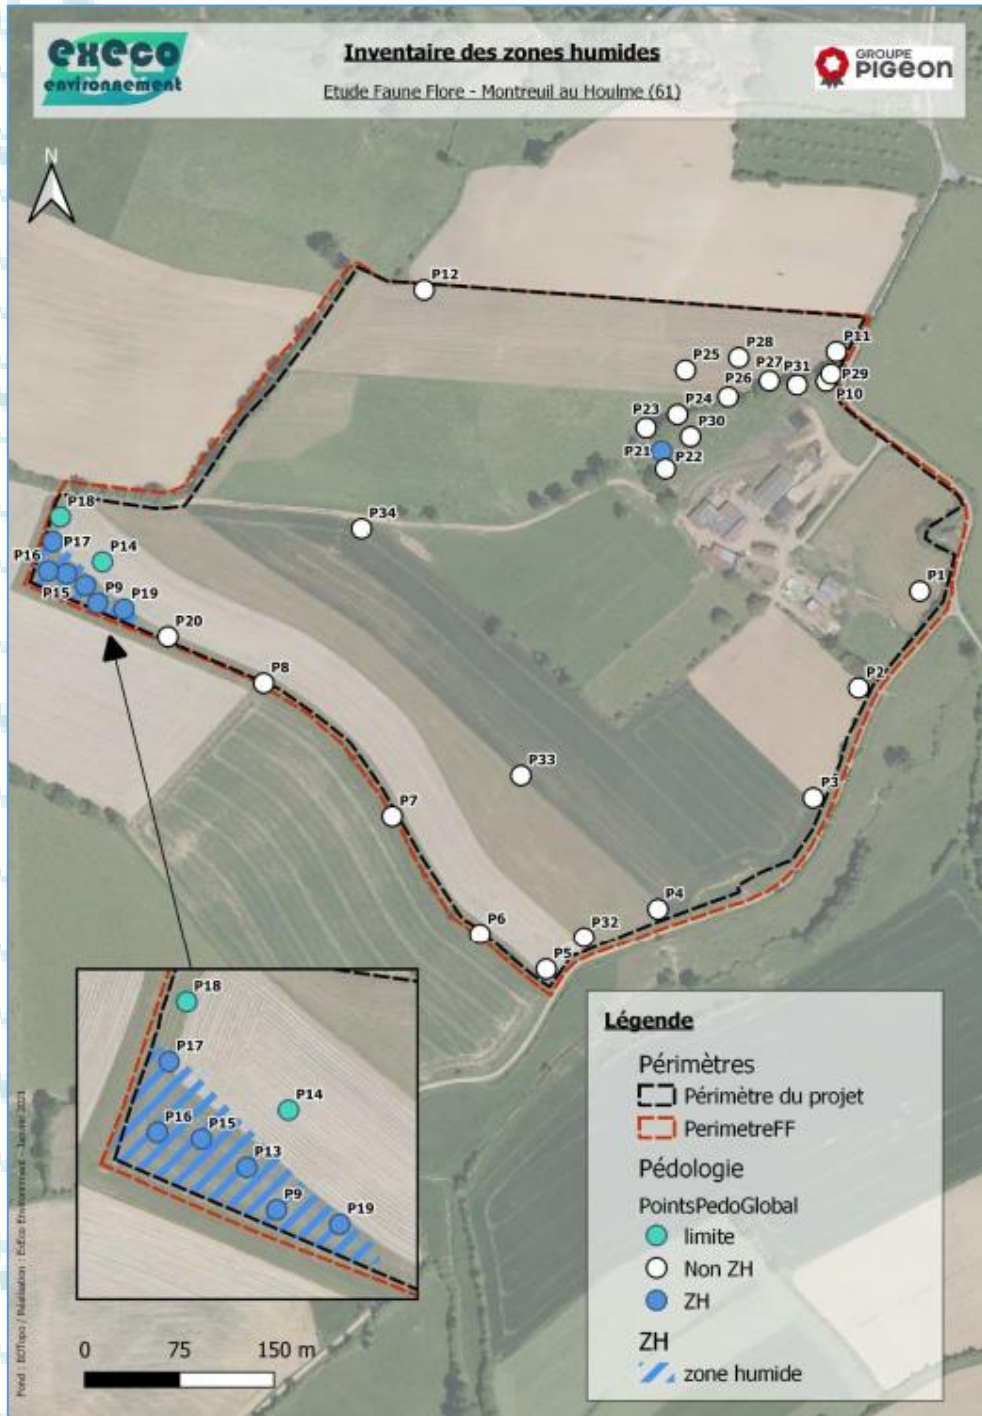 execo
environnement
Inventaire des zones humides
Etude Faune Flore - Montreuil au Houlme (61)
GROUPE
PIGEON
N
P12
P11
P28
P25
P29
P27
P31
P26
P10
P24
P23
P30
P21
P22
P18
P34
P17
P14
P16
P1
P15
P9
P19
P20
P8
P2
P33
P3
P7
P4
P6
P32
P5
P18
P17
P14
P16
P15
P13
P9
P19
Légende
Périmètres
Périmètre du projet
PerimetreFF
Pédologie
PointsPedoGlobal
limite
Non ZH
ZH
ZH
zone humide
0 75 150 m